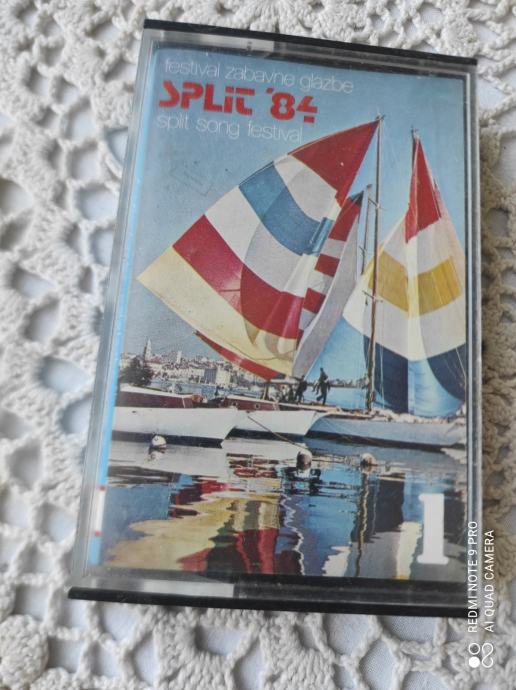 festival zabavne glazbe
SPLIT '84
split song festival
1
REDMI NOTE 9 PRO
AI QUAD CAMERA